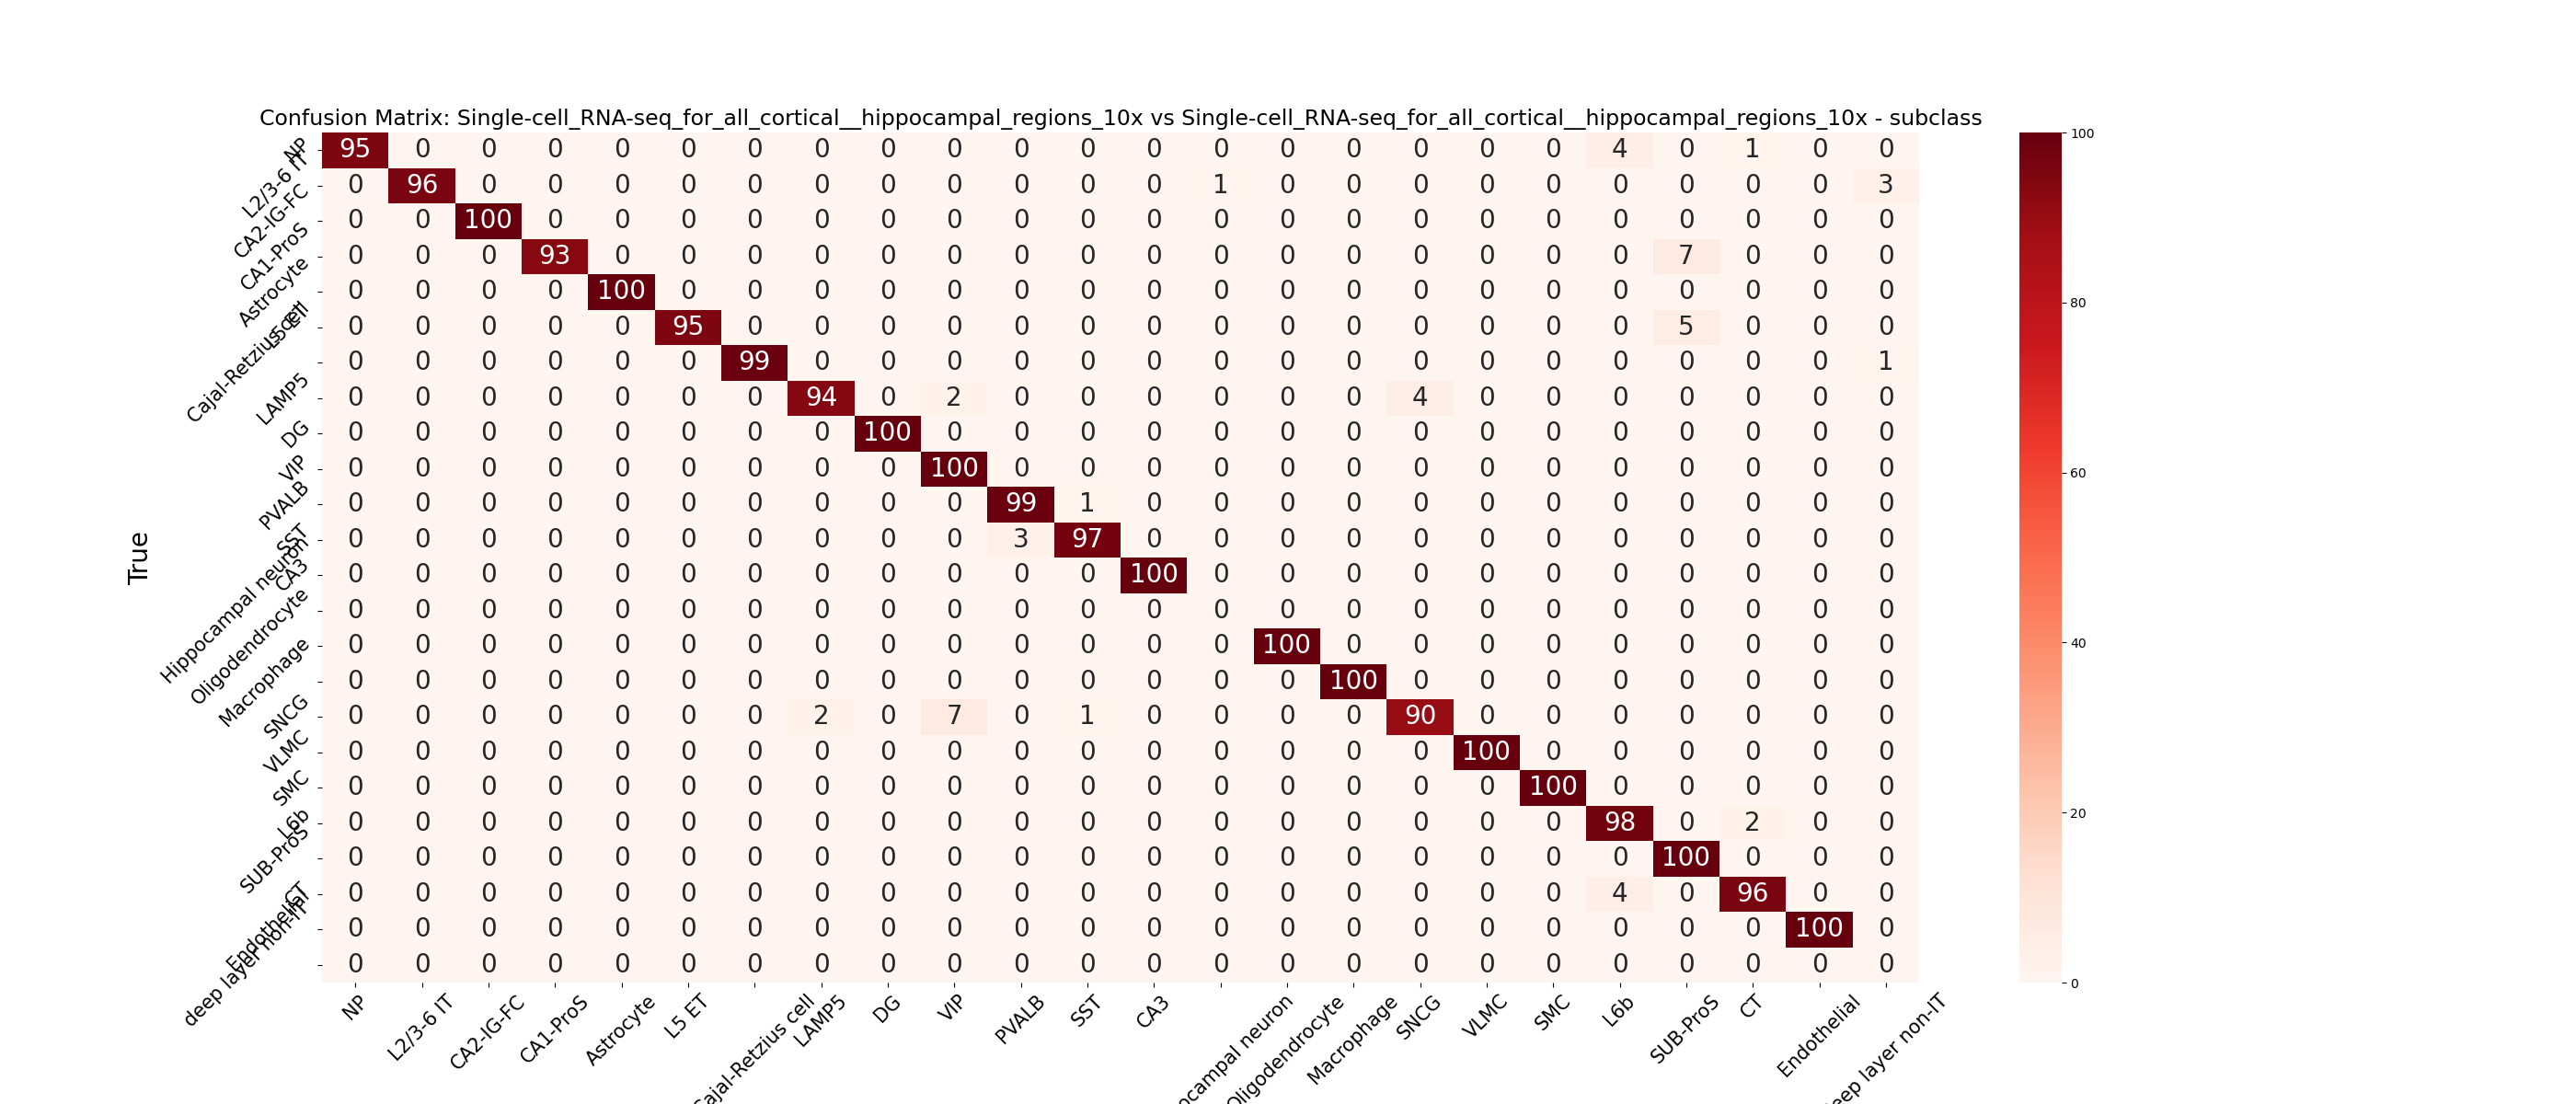 Confusion Matrix: Single-cell_RNA-seq_for_all_cortical__hippocampal_regions_10x vs Single-cell_RNA-seq_for_all_cortical__hippocampal_regions_10x - subclass
True
NP 95 0 0 0 0 0 0 0 0 0 0 0 0 0 0 0 0 0 0 4 0 1 0 0
L2/3-6 IT 0 96 0 0 0 0 0 0 0 0 0 0 0 1 0 0 0 0 0 0 0 0 0 3
CA2-IG-FC 0 0 100 0 0 0 0 0 0 0 0 0 0 0 0 0 0 0 0 0 0 0 0 0
CA1-ProS 0 0 0 93 0 0 0 0 0 0 0 0 0 0 0 0 0 0 0 0 7 0 0 0
Astrocyte 0 0 0 0 100 0 0 0 0 0 0 0 0 0 0 0 0 0 0 0 0 0 0 0
L5 ET 0 0 0 0 0 95 0 0 0 0 0 0 0 0 0 0 0 0 0 0 5 0 0 0
Cajal-Retzius cell 0 0 0 0 0 0 99 0 0 0 0 0 0 0 0 0 0 0 0 0 0 0 0 1
LAMP5 0 0 0 0 0 0 0 94 0 2 0 0 0 0 0 0 4 0 0 0 0 0 0 0
DG 0 0 0 0 0 0 0 0 100 0 0 0 0 0 0 0 0 0 0 0 0 0 0 0
VIP 0 0 0 0 0 0 0 0 0 100 0 0 0 0 0 0 0 0 0 0 0 0 0 0
PVALB 0 0 0 0 0 0 0 0 0 0 99 1 0 0 0 0 0 0 0 0 0 0 0 0
SST 0 0 0 0 0 0 0 0 0 0 3 97 0 0 0 0 0 0 0 0 0 0 0 0
CA3 0 0 0 0 0 0 0 0 0 0 0 0 100 0 0 0 0 0 0 0 0 0 0 0
Hippocampal neuron 0 0 0 0 0 0 0 0 0 0 0 0 0 0 0 0 0 0 0 0 0 0 0 0
Oligodendrocyte 0 0 0 0 0 0 0 0 0 0 0 0 0 0 100 0 0 0 0 0 0 0 0 0
Macrophage 0 0 0 0 0 0 0 0 0 0 0 0 0 0 0 100 0 0 0 0 0 0 0 0
SNCG 0 0 0 0 0 0 0 2 0 7 0 1 0 0 0 0 90 0 0 0 0 0 0 0
VLMC 0 0 0 0 0 0 0 0 0 0 0 0 0 0 0 0 0 100 0 0 0 0 0 0
SMC 0 0 0 0 0 0 0 0 0 0 0 0 0 0 0 0 0 0 100 0 0 0 0 0
L6b 0 0 0 0 0 0 0 0 0 0 0 0 0 0 0 0 0 0 0 98 0 2 0 0
SUB-ProS 0 0 0 0 0 0 0 0 0 0 0 0 0 0 0 0 0 0 0 0 100 0 0 0
CT 0 0 0 0 0 0 0 0 0 0 0 0 0 0 0 0 0 0 0 4 0 96 0 0
Endothelial 0 0 0 0 0 0 0 0 0 0 0 0 0 0 0 0 0 0 0 0 0 0 100 0
deep layer non-IT 0 0 0 0 0 0 0 0 0 0 0 0 0 0 0 0 0 0 0 0 0 0 0 0
NP L2/3-6 IT CA2-IG-FC CA1-ProS Astrocyte L5 ET Cajal-Retzius cell LAMP5 DG VIP PVALB SST CA3 ocampal neuron Oligodendrocyte Macrophage SNCG VLMC SMC L6b SUB-ProS CT Endothelial eep layer non-IT
100
80
60
40
20
0